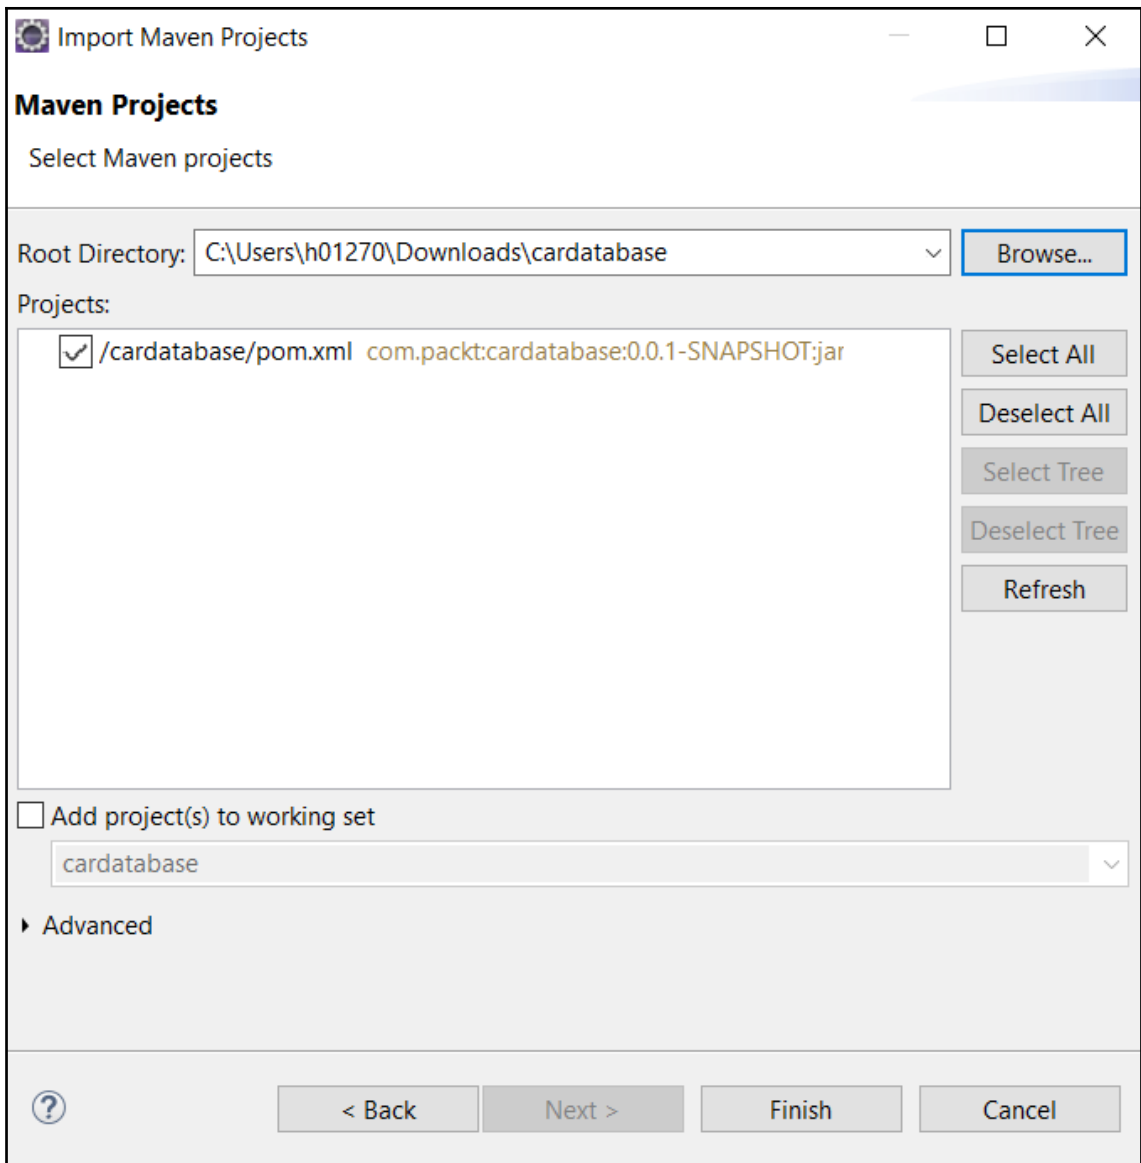 Import Maven Projects
Maven Projects
Select Maven projects
Root Directory: C:\Users\h01270\Downloads\cardatabase Browse...
Projects:
/cardatabase/pom.xml com.packt:cardatabase:0.0.1-SNAPSHOT:jar
Select All
Deselect All
Select Tree
Deselect Tree
Refresh
Add project(s) to working set
cardatabase
Advanced
? < Back Next > Finish Cancel